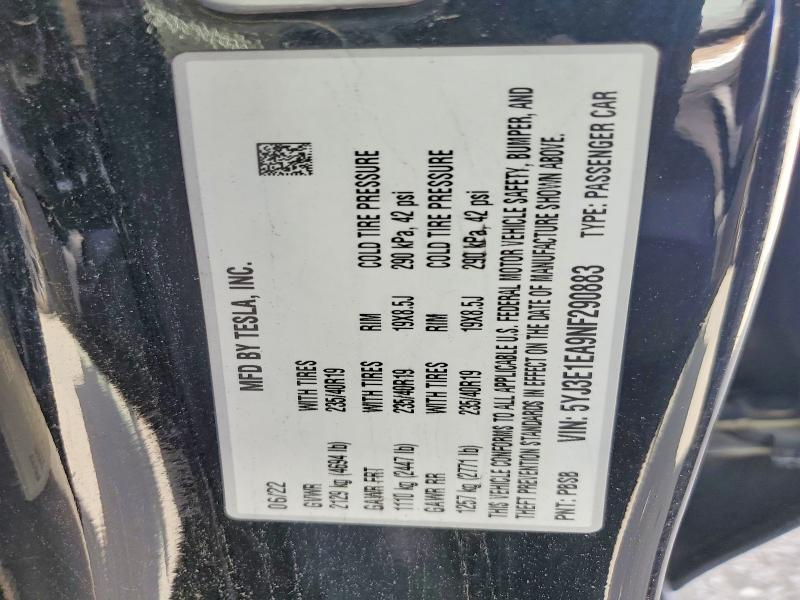 MFD BY TESLA, INC.
06/22
GVWR WITH TIRES
2129 kg (4694 lb) 235/40R19
GAWR FRT WITH TIRES RIM COLD TIRE PRESSURE
1110 kg (2447 lb) 235/40R19 19X8.5J 290 kPa, 42 psi
GAWR RR WITH TIRES RIM COLD TIRE PRESSURE
1257 kg (2771 lb) 235/40R19 19X8.5J 290 kPa, 42 psi
THIS VEHICLE CONFORMS TO ALL APPLICABLE U.S. FEDERAL MOTOR VEHICLE SAFETY, BUMPER, AND
THEFT PREVENTION STANDARDS IN EFFECT ON THE DATE OF MANUFACTURE SHOWN ABOVE.
PNT: PBSB VIN: 5YJ3E1EA9NF290883 TYPE: PASSENGER CAR